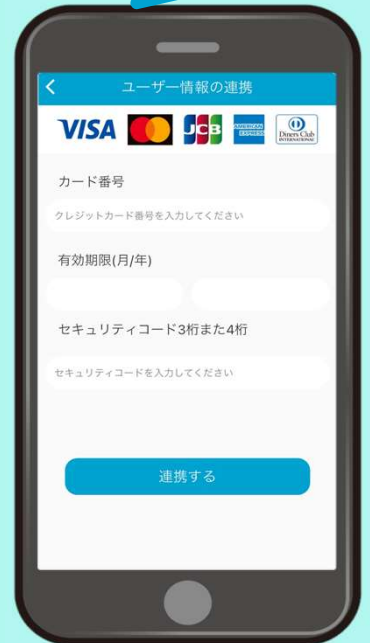 ユーザー情報の連携
VISA JCB AMERICAN EXPRESS Diners Club INTERNATIONAL
カード番号
クレジットカード番号を入力してください
有効期限(月/年)
セキュリティコード3桁また4桁
セキュリティコードを入力してください
連携する